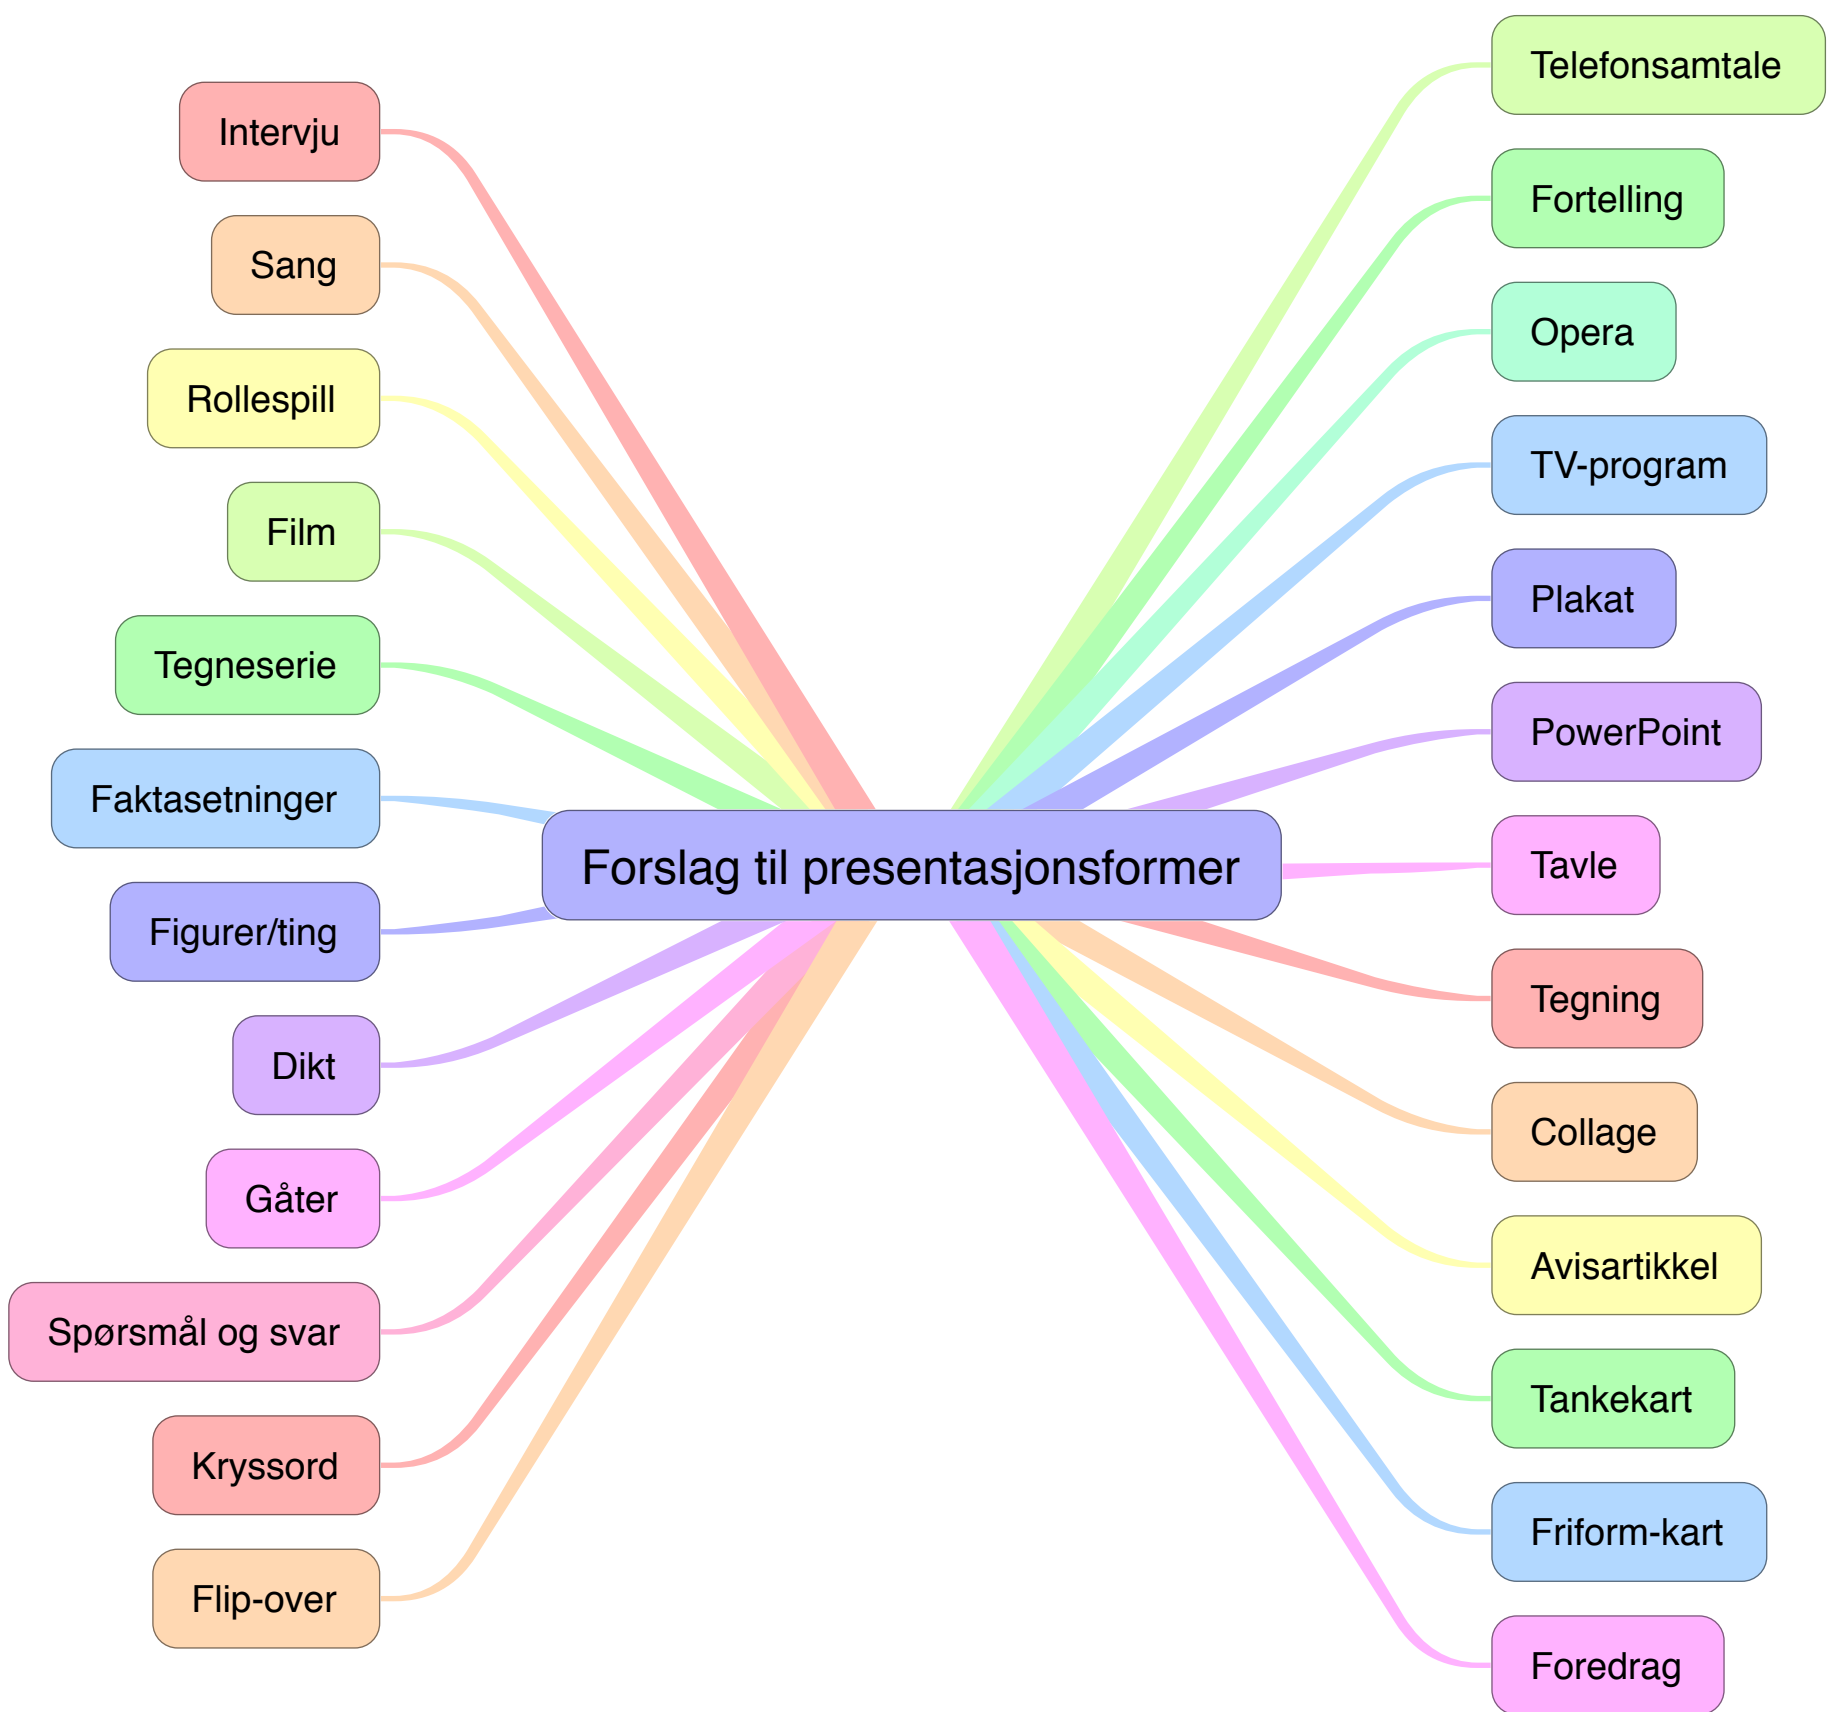 Intervju
Sang
Rollespill
Film
Tegneserie
Faktasetninger
Figurer/ting
Dikt
Gåter
Spørsmål og svar
Kryssord
Flip-over
Forslag til presentasjonsformer
Telefonsamtale
Fortelling
Opera
TV-program
Plakat
PowerPoint
Tavle
Tegning
Collage
Avisartikkel
Tankekart
Friform-kart
Foredrag